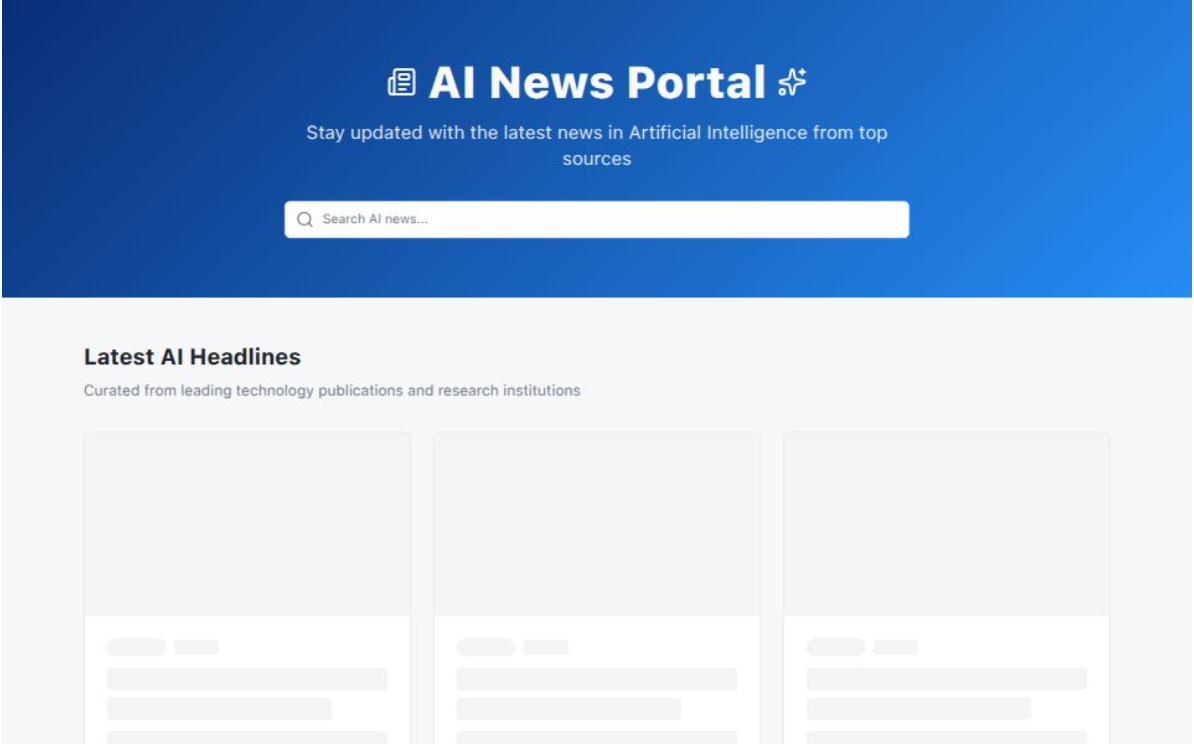 AI News Portal
Stay updated with the latest news in Artificial Intelligence from top
sources
Search AI news...
Latest AI Headlines
Curated from leading technology publications and research institutions